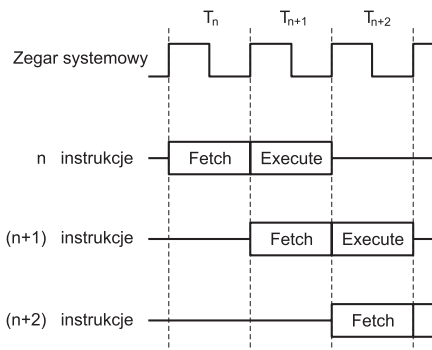 Tn Tn+1 Tn+2
Zegar systemowy
n instrukcje Fetch Execute
(n+1) instrukcje Fetch Execute
(n+2) instrukcje Fetch